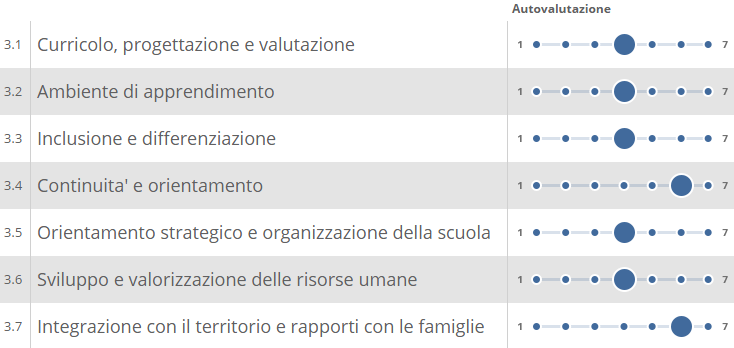 Autovalutazione
3.1 Curricolo, progettazione e valutazione 1 7
3.2 Ambiente di apprendimento 1 7
3.3 Inclusione e differenziazione 1 7
3.4 Continuita' e orientamento 1 7
3.5 Orientamento strategico e organizzazione della scuola 1 7
3.6 Sviluppo e valorizzazione delle risorse umane 1 7
3.7 Integrazione con il territorio e rapporti con le famiglie 1 7